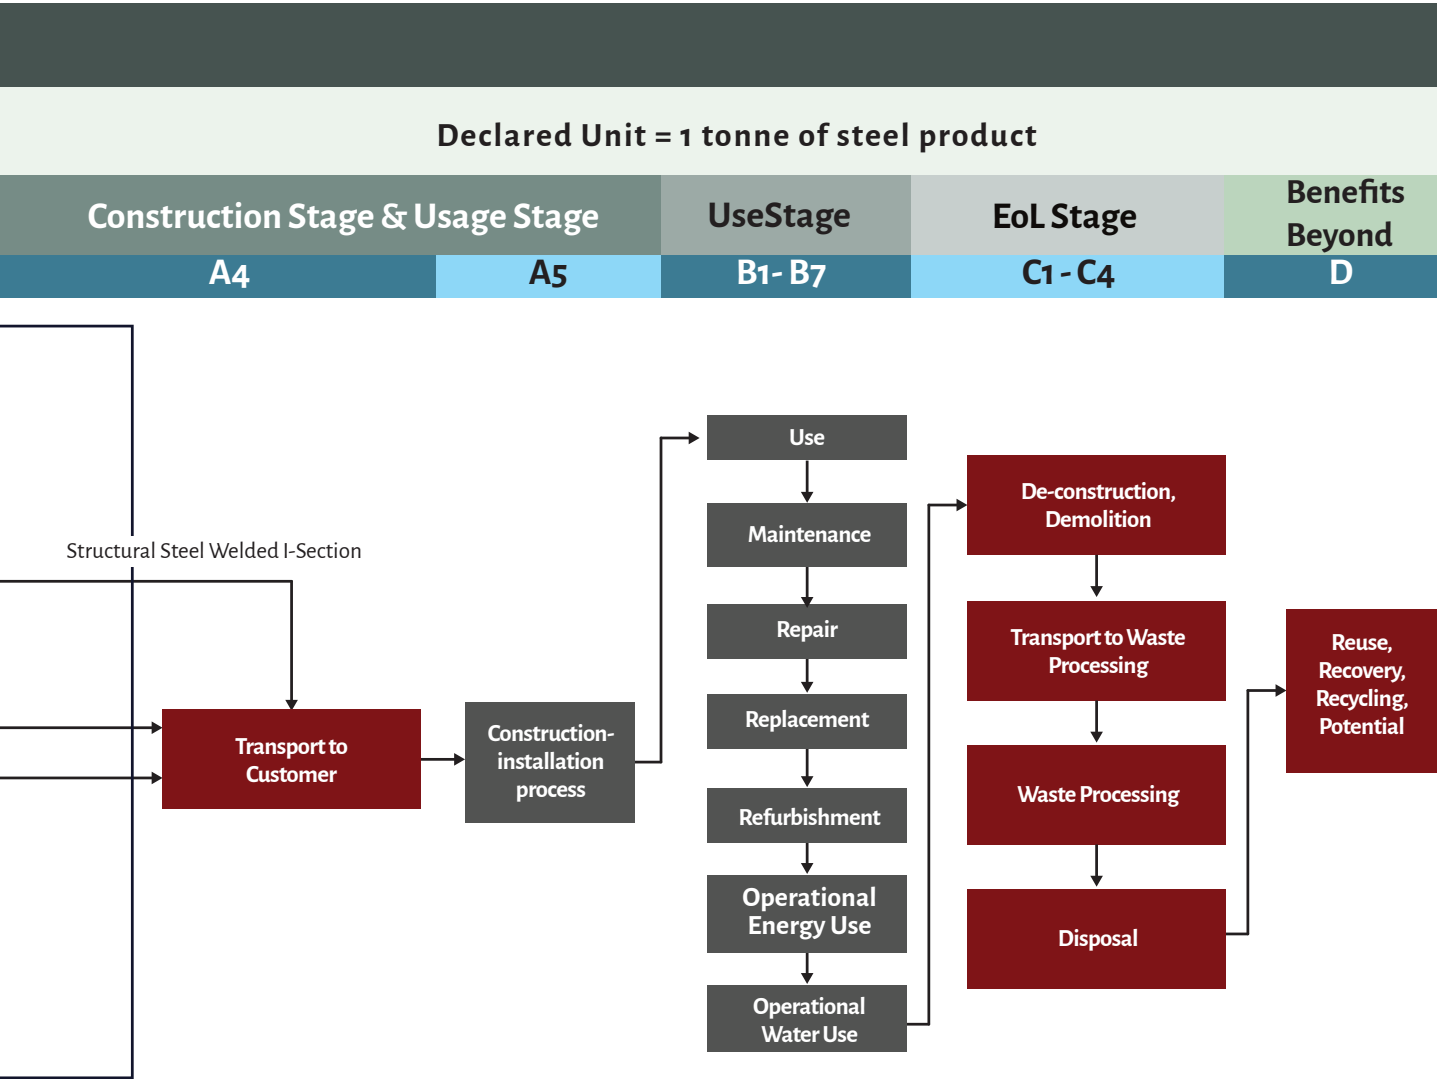 Declared Unit = 1 tonne of steel product
Construction Stage & Usage Stage
UseStage
EoL Stage
Benefits
Beyond
A4
A5
B1- B7
C1 - C4
D
Structural Steel Welded I-Section
Transport to
Customer
Construction-
installation
process
Use
Maintenance
Repair
Replacement
Refurbishment
Operational
Energy Use
Operational
Water Use
De-construction,
Demolition
Transport to Waste
Processing
Waste Processing
Disposal
Reuse,
Recovery,
Recycling,
Potential